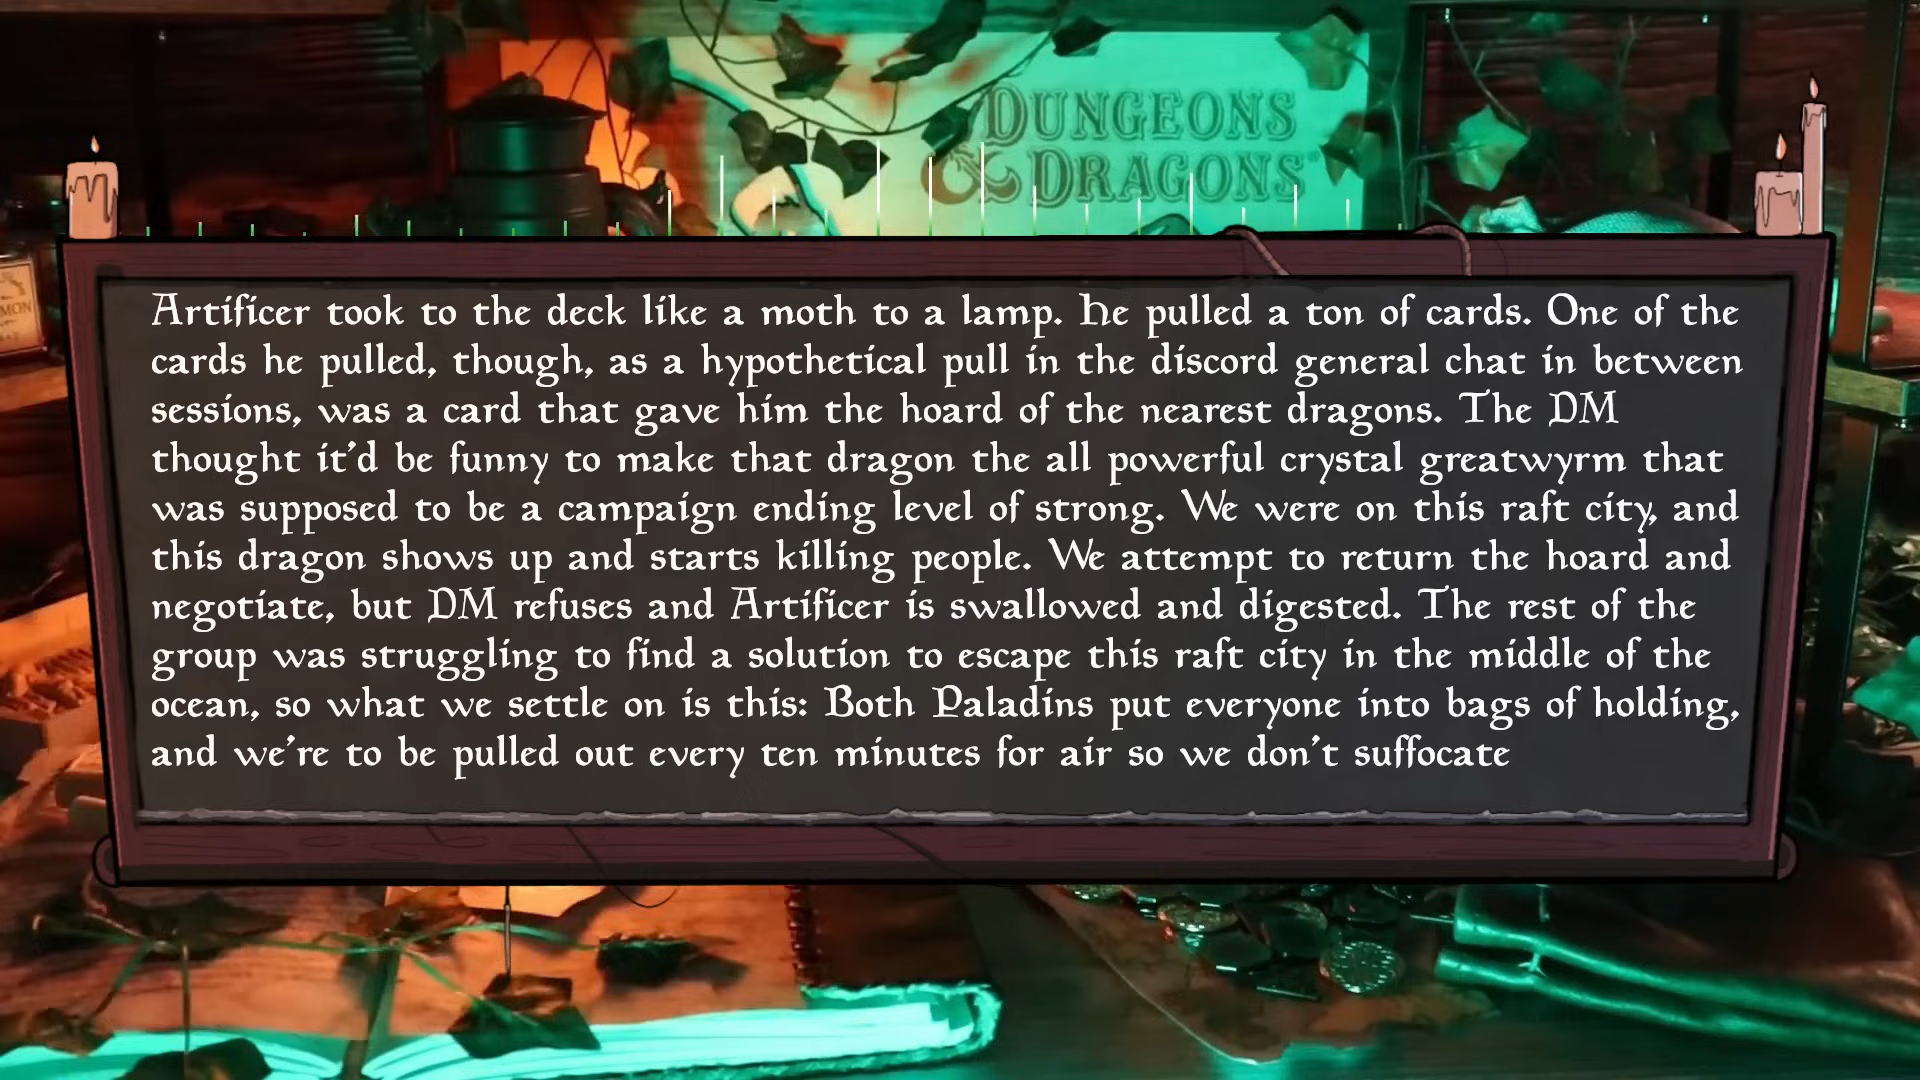 DUNGEONS
& DRAGONS
Artificer took to the deck like a moth to a lamp. He pulled a ton of cards. One of the
cards he pulled, though, as a hypothetical pull in the discord general chat in between
sessions, was a card that gave him the hoard of the nearest dragons. The DM
thought it'd be funny to make that dragon the all powerful crystal greatwyrm that
was supposed to be a campaign ending level of strong. We were on this raft city, and
this dragon shows up and starts killing people. We attempt to return the hoard and
negotiate, but DM refuses and Artificer is swallowed and digested. The rest of the
group was struggling to find a solution to escape this raft city in the middle of the
ocean, so what we settle on is this: Both Paladins put everyone into bags of holding,
and we're to be pulled out every ten minutes for air so we don't suffocate